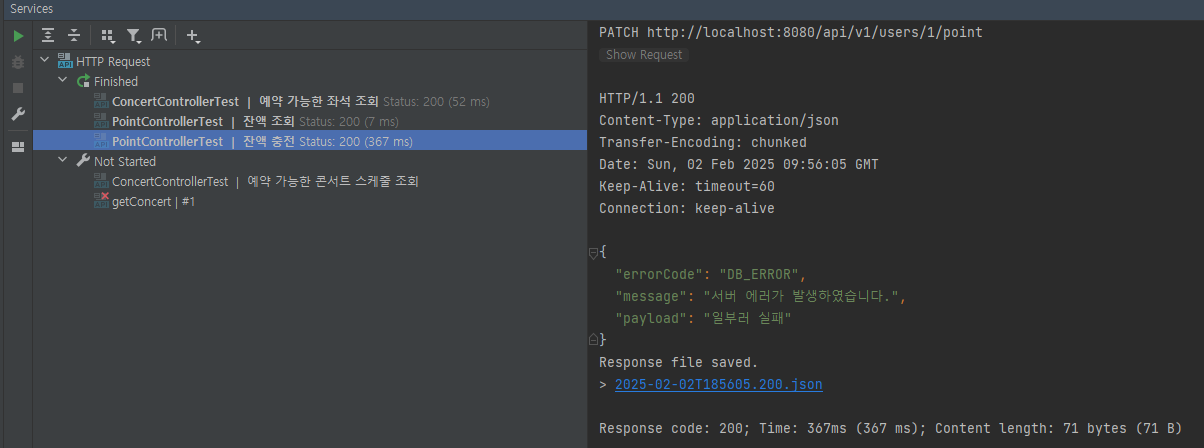 Services
HTTP Request
Finished
ConcertControllerTest | 예약 가능한 좌석 조회 Status: 200 (52 ms)
PointControllerTest | 잔액 조회 Status: 200 (7 ms)
PointControllerTest | 잔액 충전 Status: 200 (367 ms)
Not Started
ConcertControllerTest | 예약 가능한 콘서트 스케줄 조회
getConcert | #1
PATCH http://localhost:8080/api/v1/users/1/point
Show Request
HTTP/1.1 200
Content-Type: application/json
Transfer-Encoding: chunked
Date: Sun, 02 Feb 2025 09:56:05 GMT
Keep-Alive: timeout=60
Connection: keep-alive
{
"errorCode": "DB_ERROR",
"message": "서버 에러가 발생하였습니다.",
"payload": "일부러 실패"
}
Response file saved.
> 2025-02-02T185605.200.json
Response code: 200; Time: 367ms (367 ms); Content length: 71 bytes (71 B)